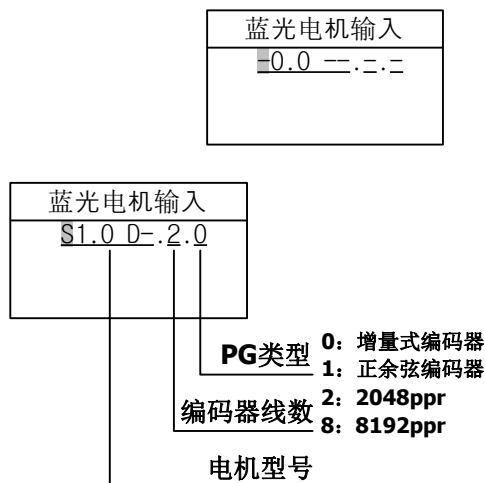 蓝光电机输入
-0.0 --.-.-
蓝光电机输入
S1.0 D-.2.0
PG类型
0：增量式编码器
1：正余弦编码器
编码器线数
2：2048ppr
8：8192ppr
电机型号